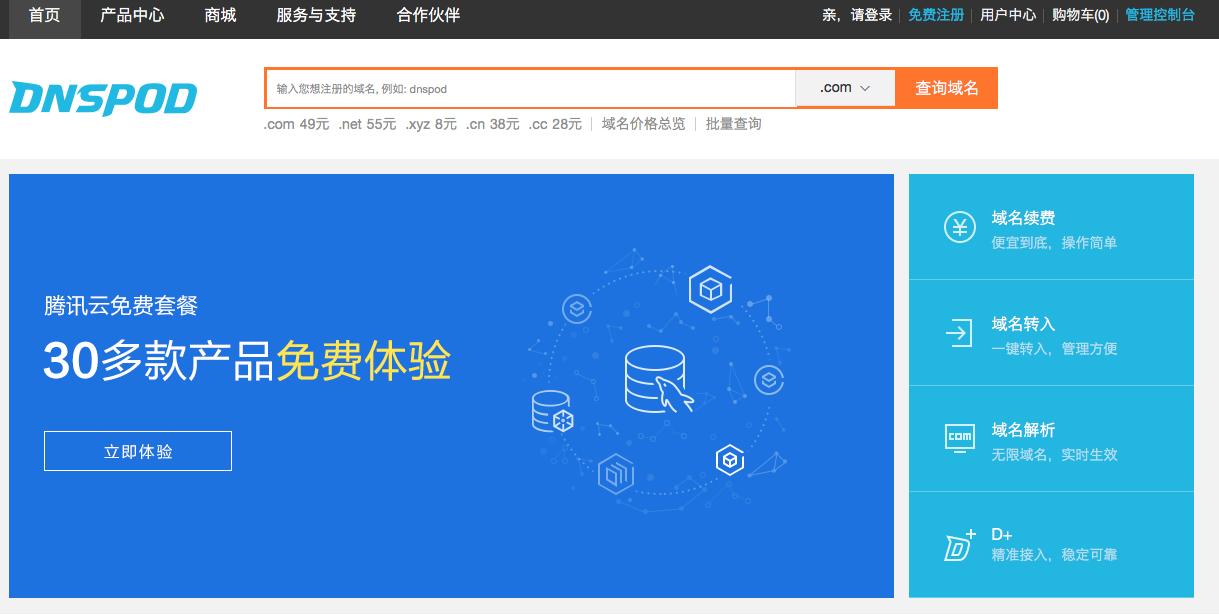 首页 产品中心 商城 服务与支持 合作伙伴 亲，请登录 免费注册 用户中心 购物车(0) 管理控制台
DNSPOD
输入您想注册的域名, 例如: dnspod .com 查询域名
.com 49元 .net 55元 .xyz 8元 .cn 38元 .cc 28元 域名价格总览 批量查询
腾讯云免费套餐
30多款产品免费体验
立即体验
域名续费
便宜到底，操作简单
域名转入
一键转入，管理方便
COM
域名解析
无限域名，实时生效
D+
D+
精准接入，稳定可靠